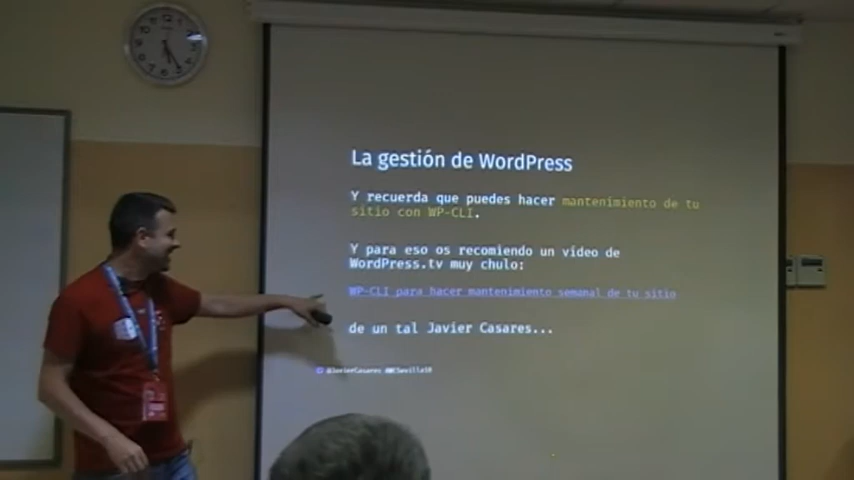 La gestión de WordPress
Y recuerda que puedes hacer mantenimiento de tu
sitio con WP-CLI.
Y para eso os recomiendo un vídeo de
WordPress.tv muy chulo:
WP-CLI para hacer mantenimiento semanal de tu sitio
de un tal Javier Casares...
@JavierCasares #WCSevilla18